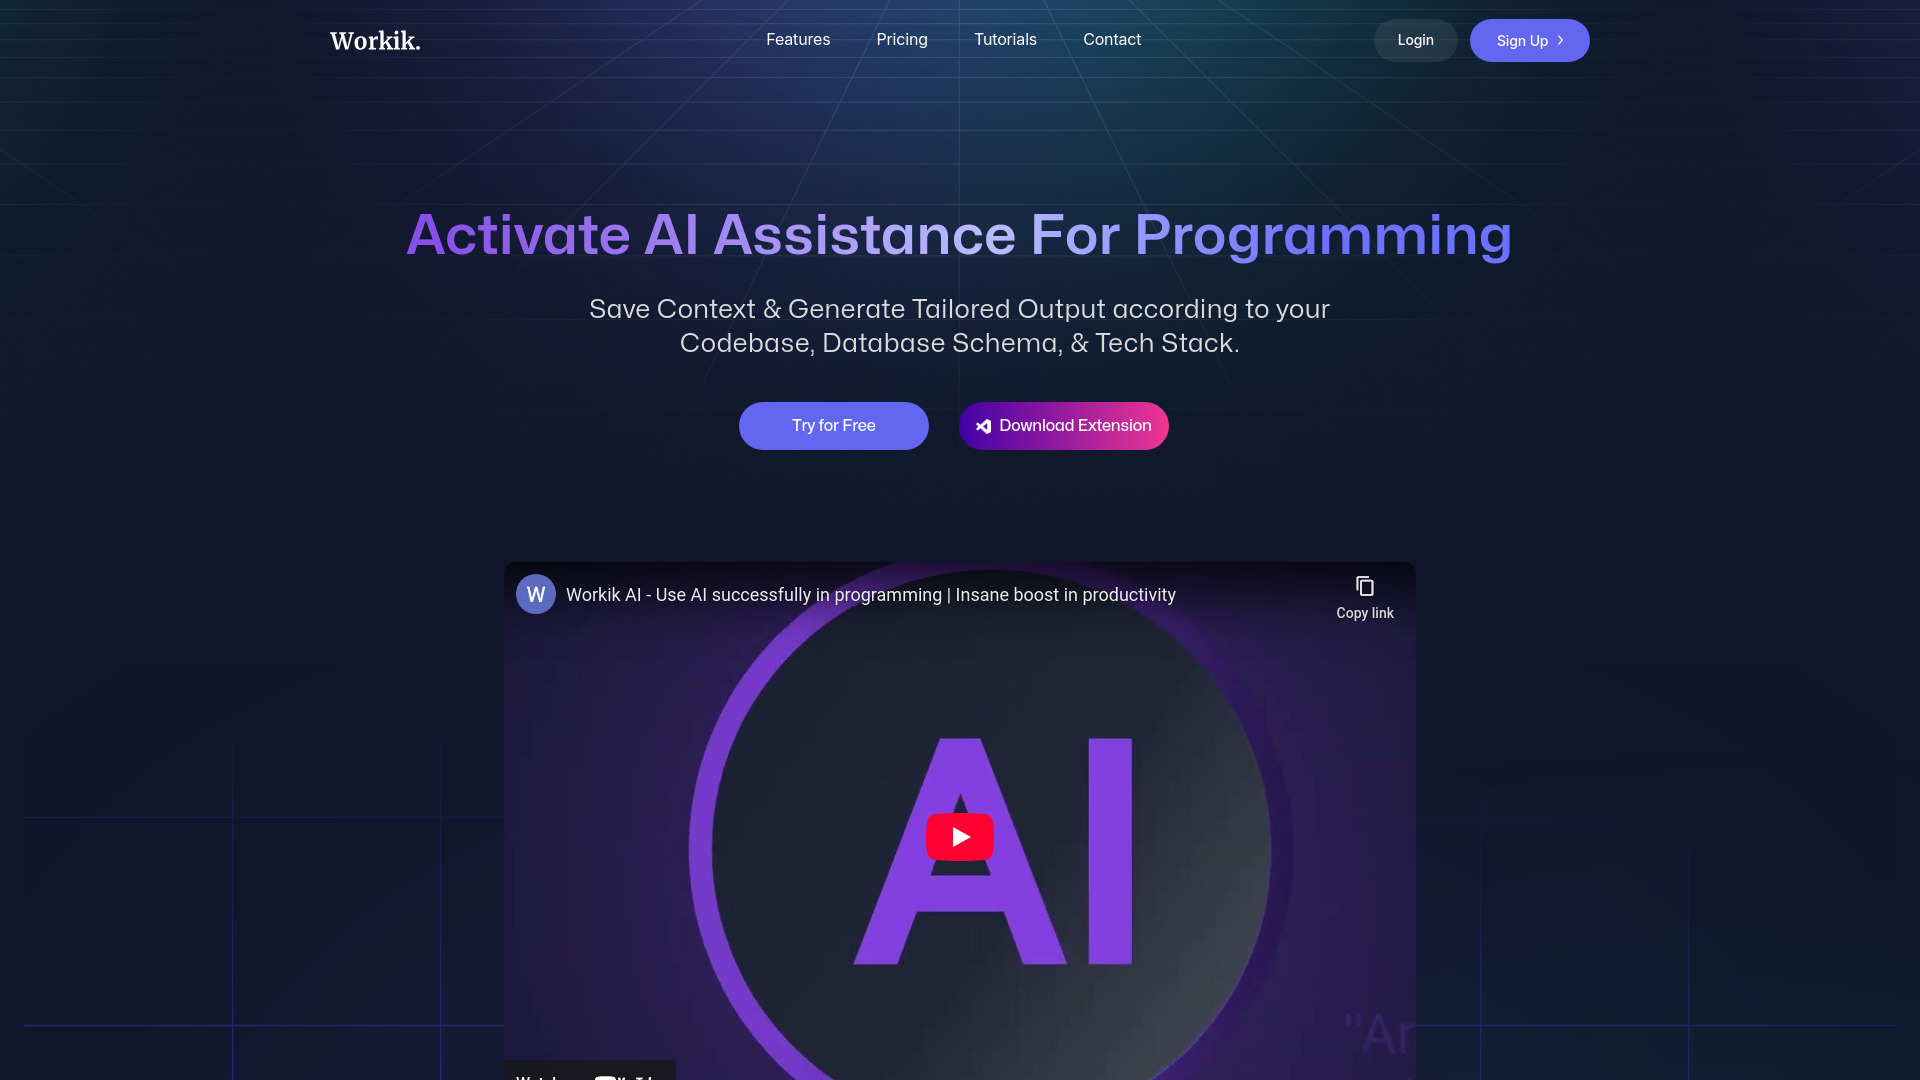 Workik.
Features
Pricing
Tutorials
Contact
Login
Sign Up
Activate AI Assistance For Programming
Save Context & Generate Tailored Output according to your
Codebase, Database Schema, & Tech Stack.
Try for Free
Download Extension
W
Workik AI - Use AI successfully in programming | Insane boost in productivity
Copy link
AI